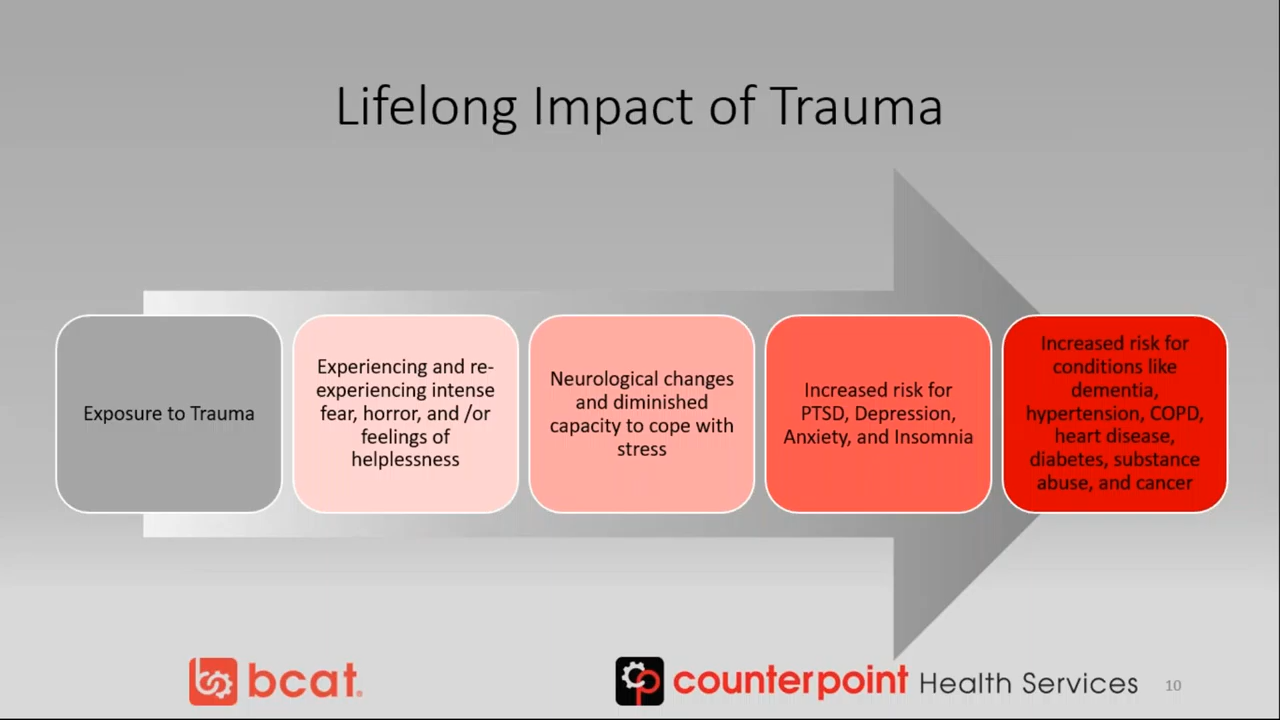 Lifelong Impact of Trauma
Exposure to Trauma
Experiencing and re-
experiencing intense
fear, horror, and /or
feelings of
helplessness
Neurological changes
and diminished
capacity to cope with
stress
Increased risk for
PTSD, Depression,
Anxiety, and Insomnia
Increased risk for
conditions like
dementia,
hypertension, COPD,
heart disease,
diabetes, substance
abuse, and cancer
bcat.
counterpoint Health Services
10